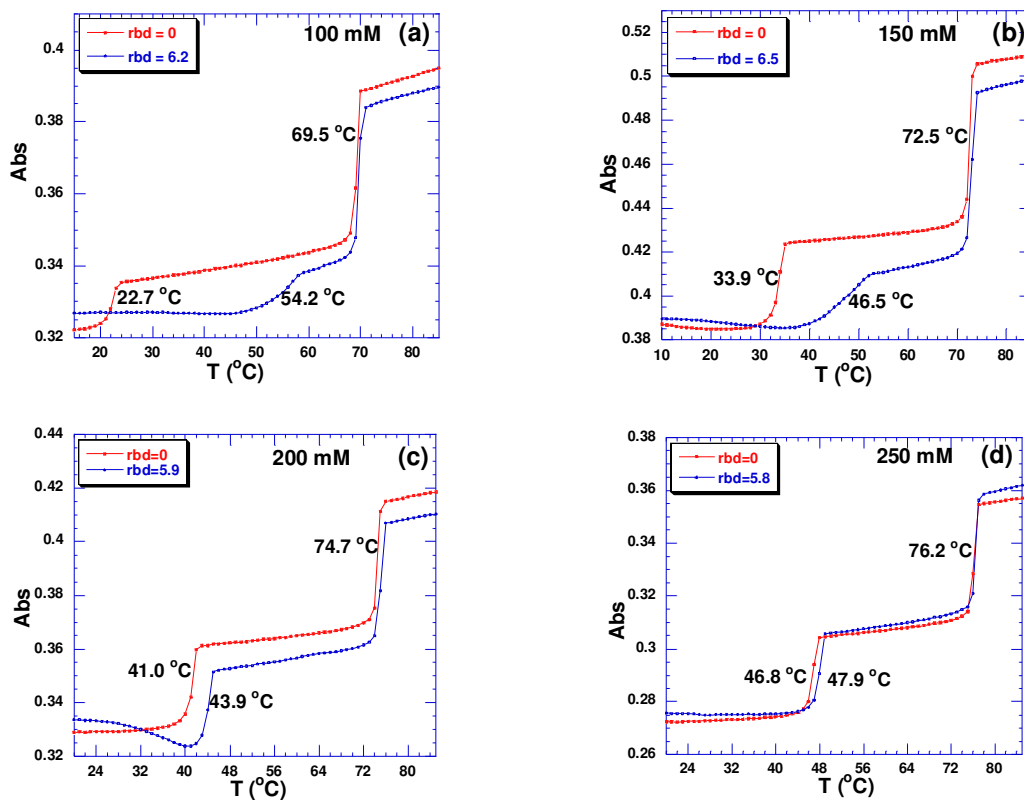 rbd = 0
rbd = 6.2
100 mM
(a)
0.4
0.38
0.36
0.34
0.32
Abs
69.5 °C
22.7 °C
54.2 °C
20 30 40 50 60 70 80
T (°C)
rbd = 0
rbd = 6.5
150 mM
(b)
0.52
0.5
0.48
0.46
0.44
0.42
0.4
0.38
Abs
72.5 °C
33.9 °C
46.5 °C
10 20 30 40 50 60 70 80
T (°C)
rbd=0
rbd=5.9
200 mM
(c)
0.44
0.42
0.4
0.38
0.36
0.34
0.32
Abs
74.7 °C
41.0 °C
43.9 °C
24 32 40 48 56 64 72 80
T (°C)
rbd=0
rbd=5.8
250 mM
(d)
0.38
0.36
0.34
0.32
0.3
0.28
0.26
Abs
76.2 °C
46.8 °C
47.9 °C
24 32 40 48 56 64 72 80
T (°C)